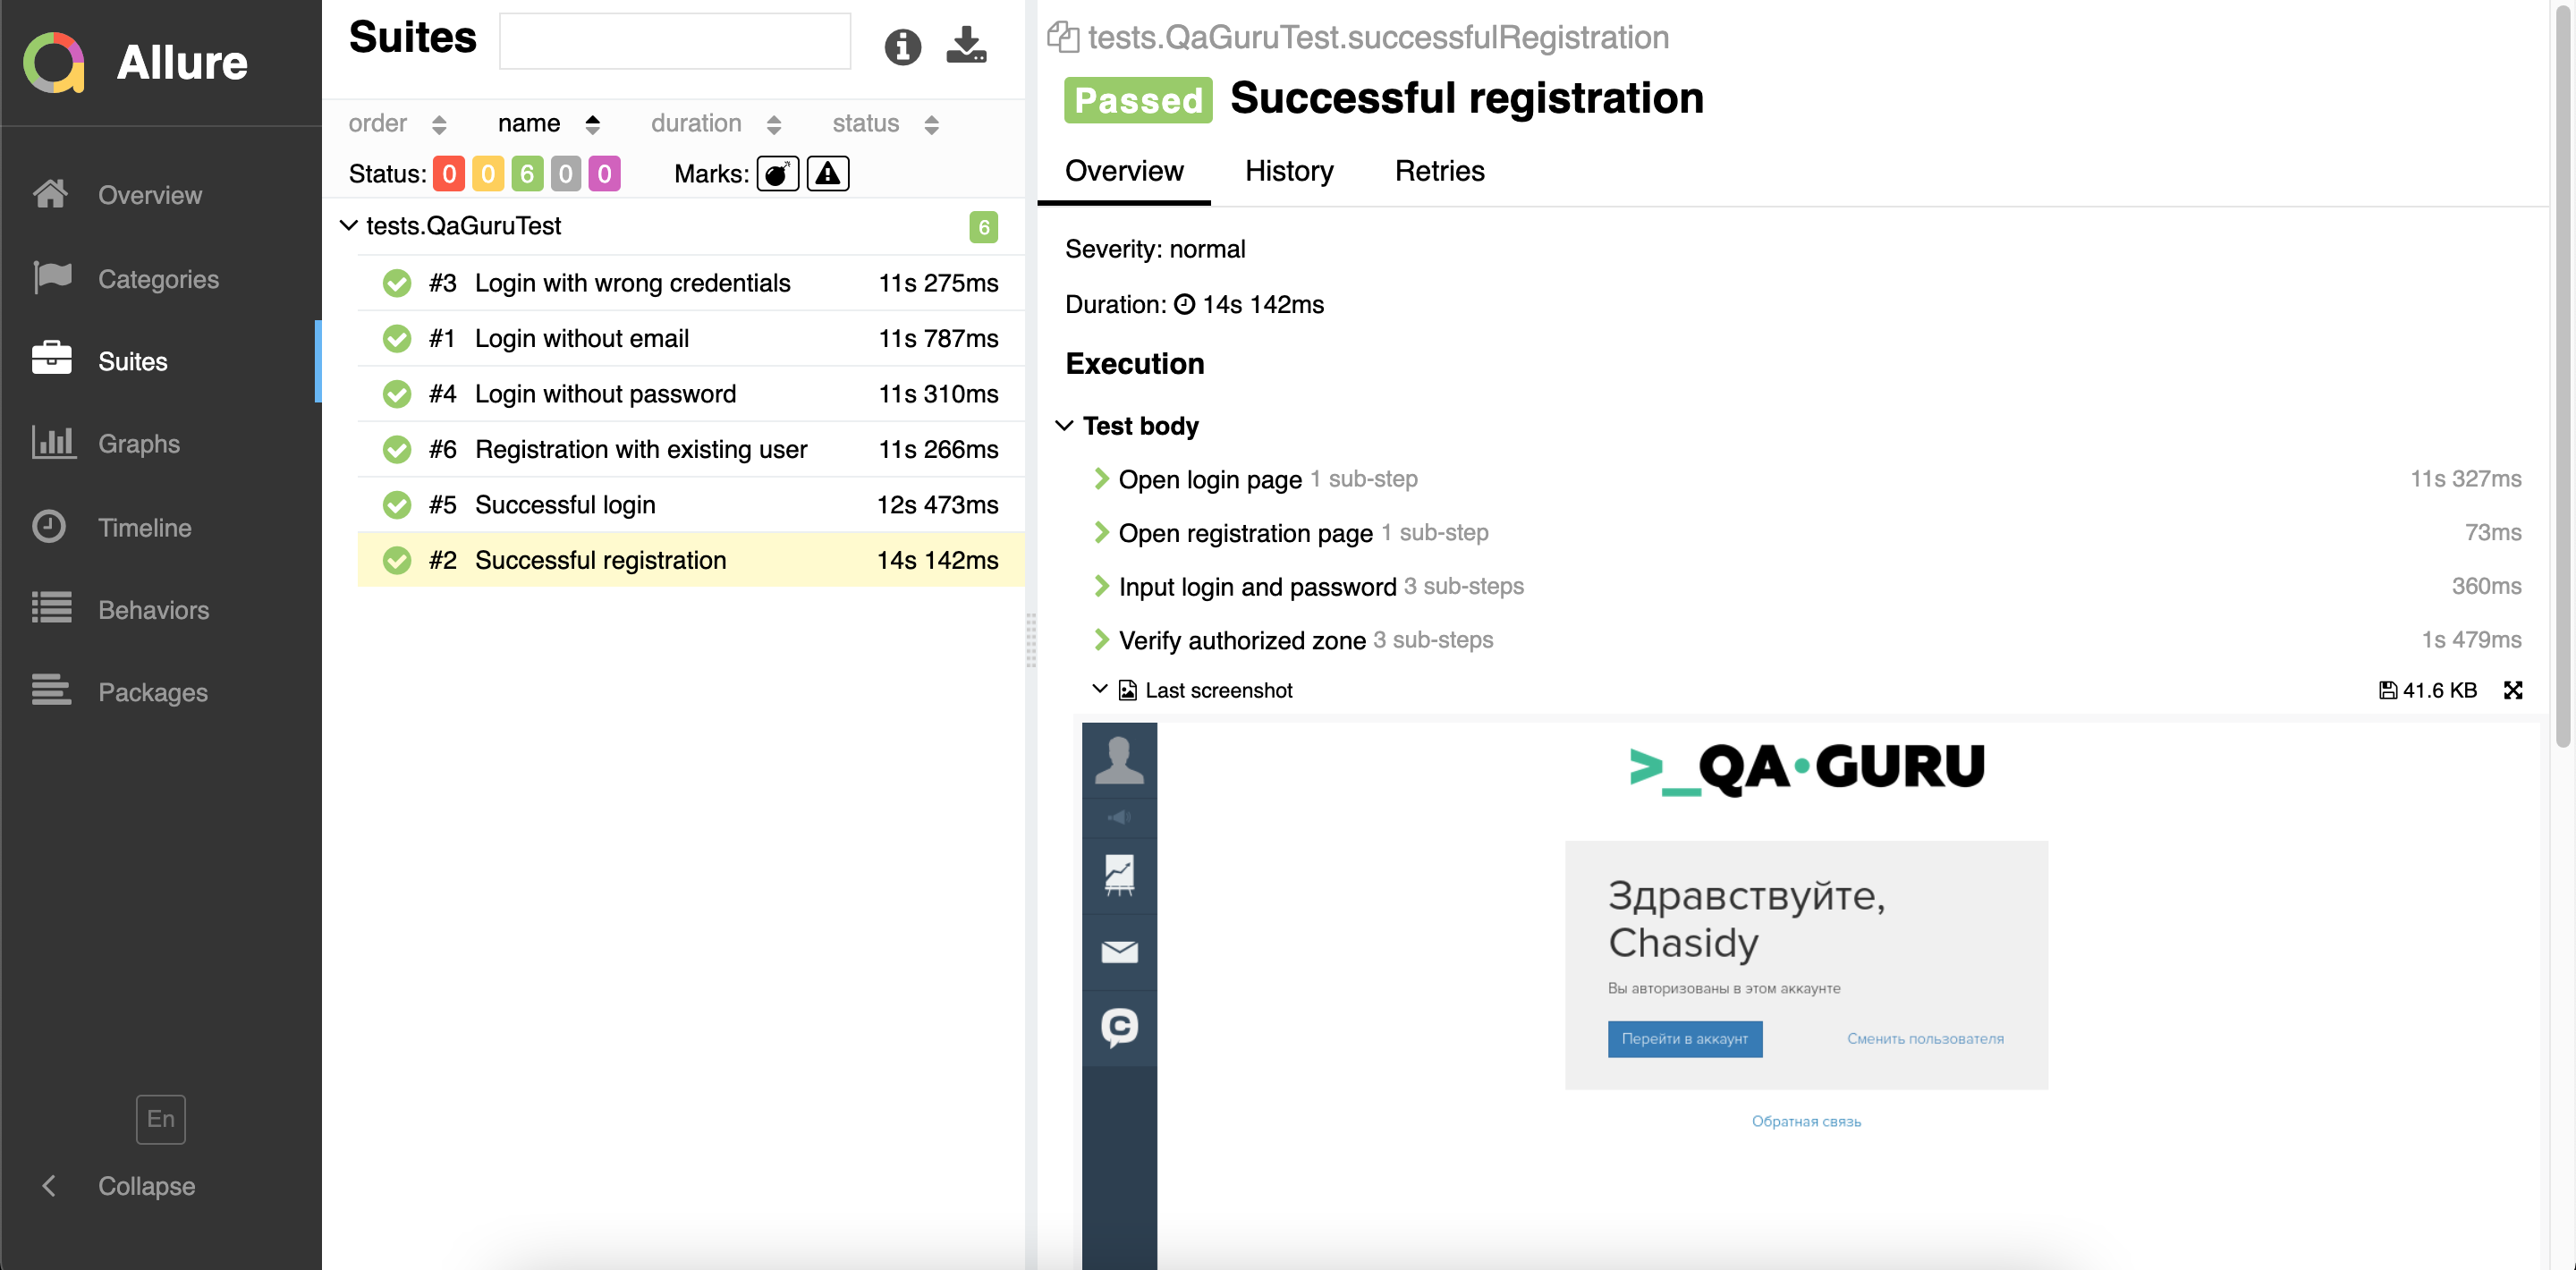 Allure
Overview
Categories
Suites
Graphs
Timeline
Behaviors
Packages
En
Collapse
Suites
order name duration status
Status: 0 0 6 0 0 Marks:
tests.QaGuruTest 6
#3 Login with wrong credentials 11s 275ms
#1 Login without email 11s 787ms
#4 Login without password 11s 310ms
#6 Registration with existing user 11s 266ms
#5 Successful login 12s 473ms
#2 Successful registration 14s 142ms
tests.QaGuruTest.successfulRegistration
Passed Successful registration
Overview History Retries
Severity: normal
Duration: 14s 142ms
Execution
Test body
Open login page 1 sub-step 11s 327ms
Open registration page 1 sub-step 73ms
Input login and password 3 sub-steps 360ms
Verify authorized zone 3 sub-steps 1s 479ms
Last screenshot 41.6 KB
>_QA•GURU
Здравствуйте,
Chasidy
Вы авторизованы в этом аккаунте
Перейти в аккаунт Сменить пользователя
Обратная связь